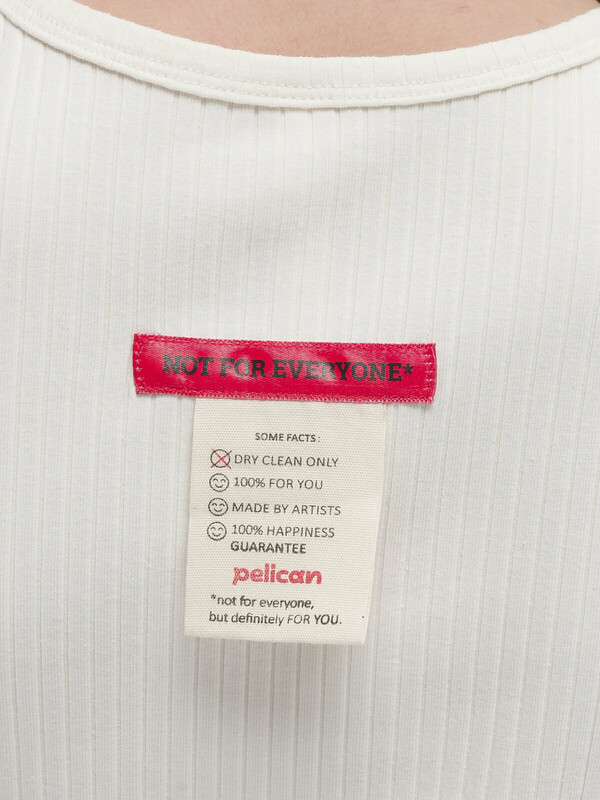 NOT FOR EVERYONE*
SOME FACTS:
DRY CLEAN ONLY
100% FOR YOU
MADE BY ARTISTS
100% HAPPINESS
GUARANTEE
pelican
*not for everyone,
but definitely FOR YOU.